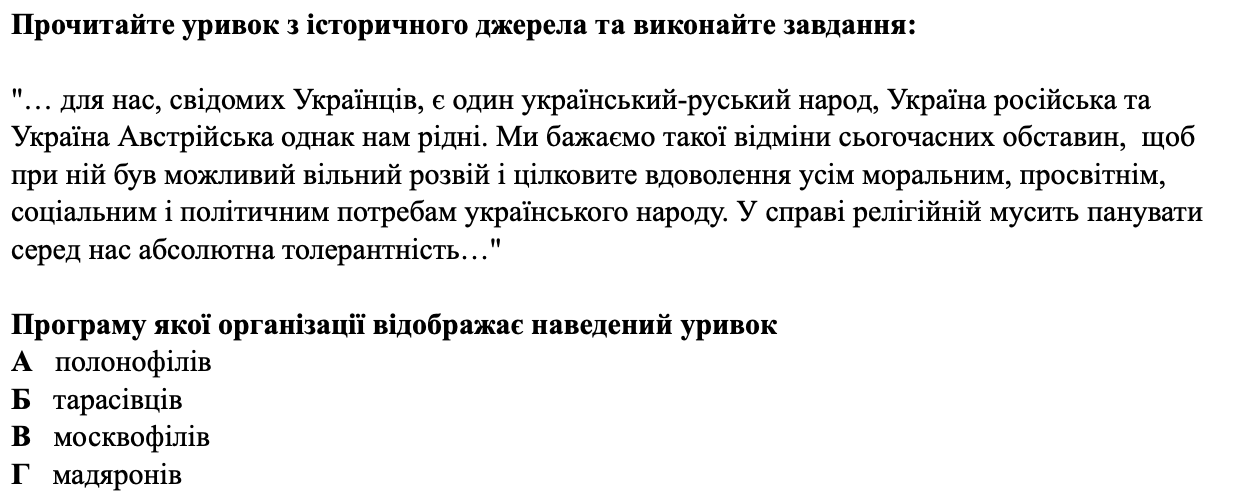 Прочитайте уривок з історичного джерела та виконайте завдання:
"… для нас, свідомих Українців, є один український-руський народ, Україна російська та
Україна Австрійська однак нам рідні. Ми бажаємо такої відміни сьогочасних обставин, щоб
при ній був можливий вільний розвій і цілковите вдоволення усім моральним, просвітнім,
соціальним і політичним потребам українського народу. У справі релігійній мусить панувати
серед нас абсолютна толерантність…"
Програму якої організації відображає наведений уривок
А полонофілів
Б тарасівців
В москвофілів
Г мадяронів